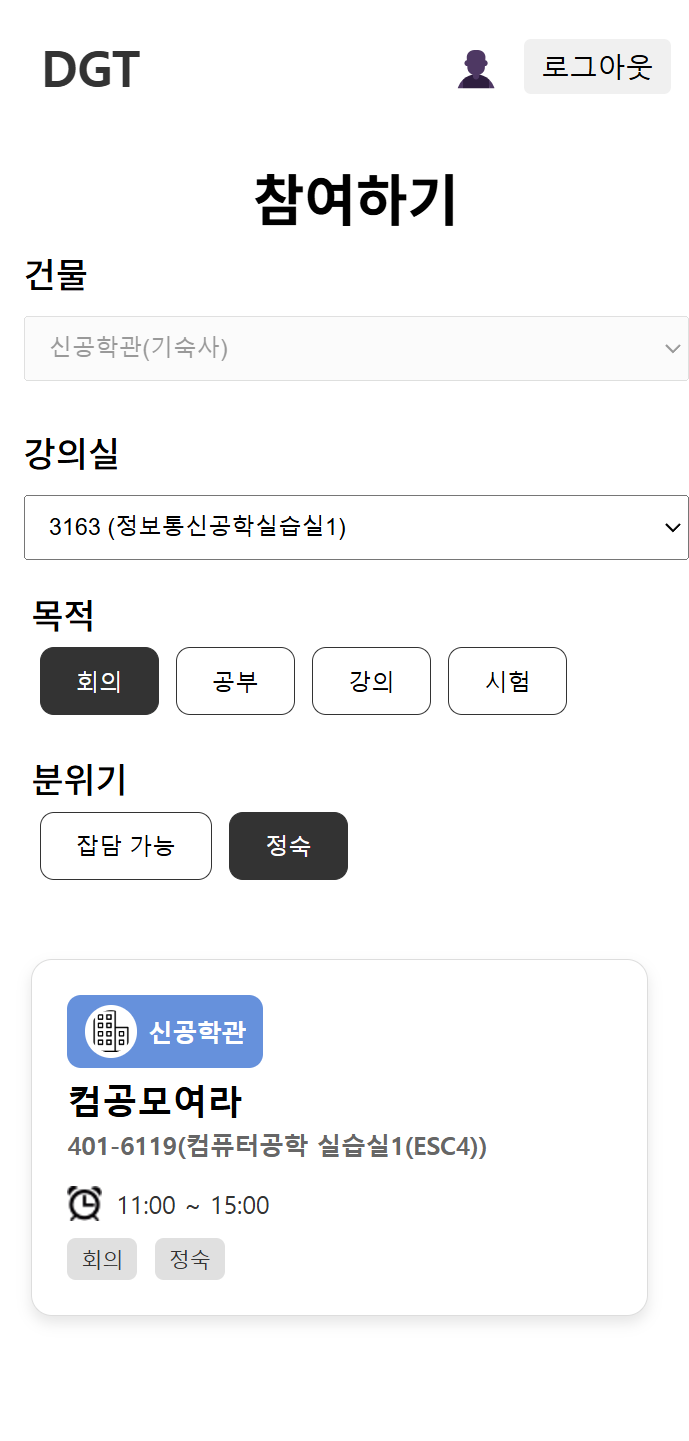 DGT 로그아웃
참여하기
건물
신공학관(기숙사)
강의실
3163 (정보통신공학실습실1)
목적
회의 공부 강의 시험
분위기
잡담 가능 정숙
신공학관
컴공모여라
401-6119(컴퓨터공학 실습실1(ESC4))
11:00 ~ 15:00
회의 정숙